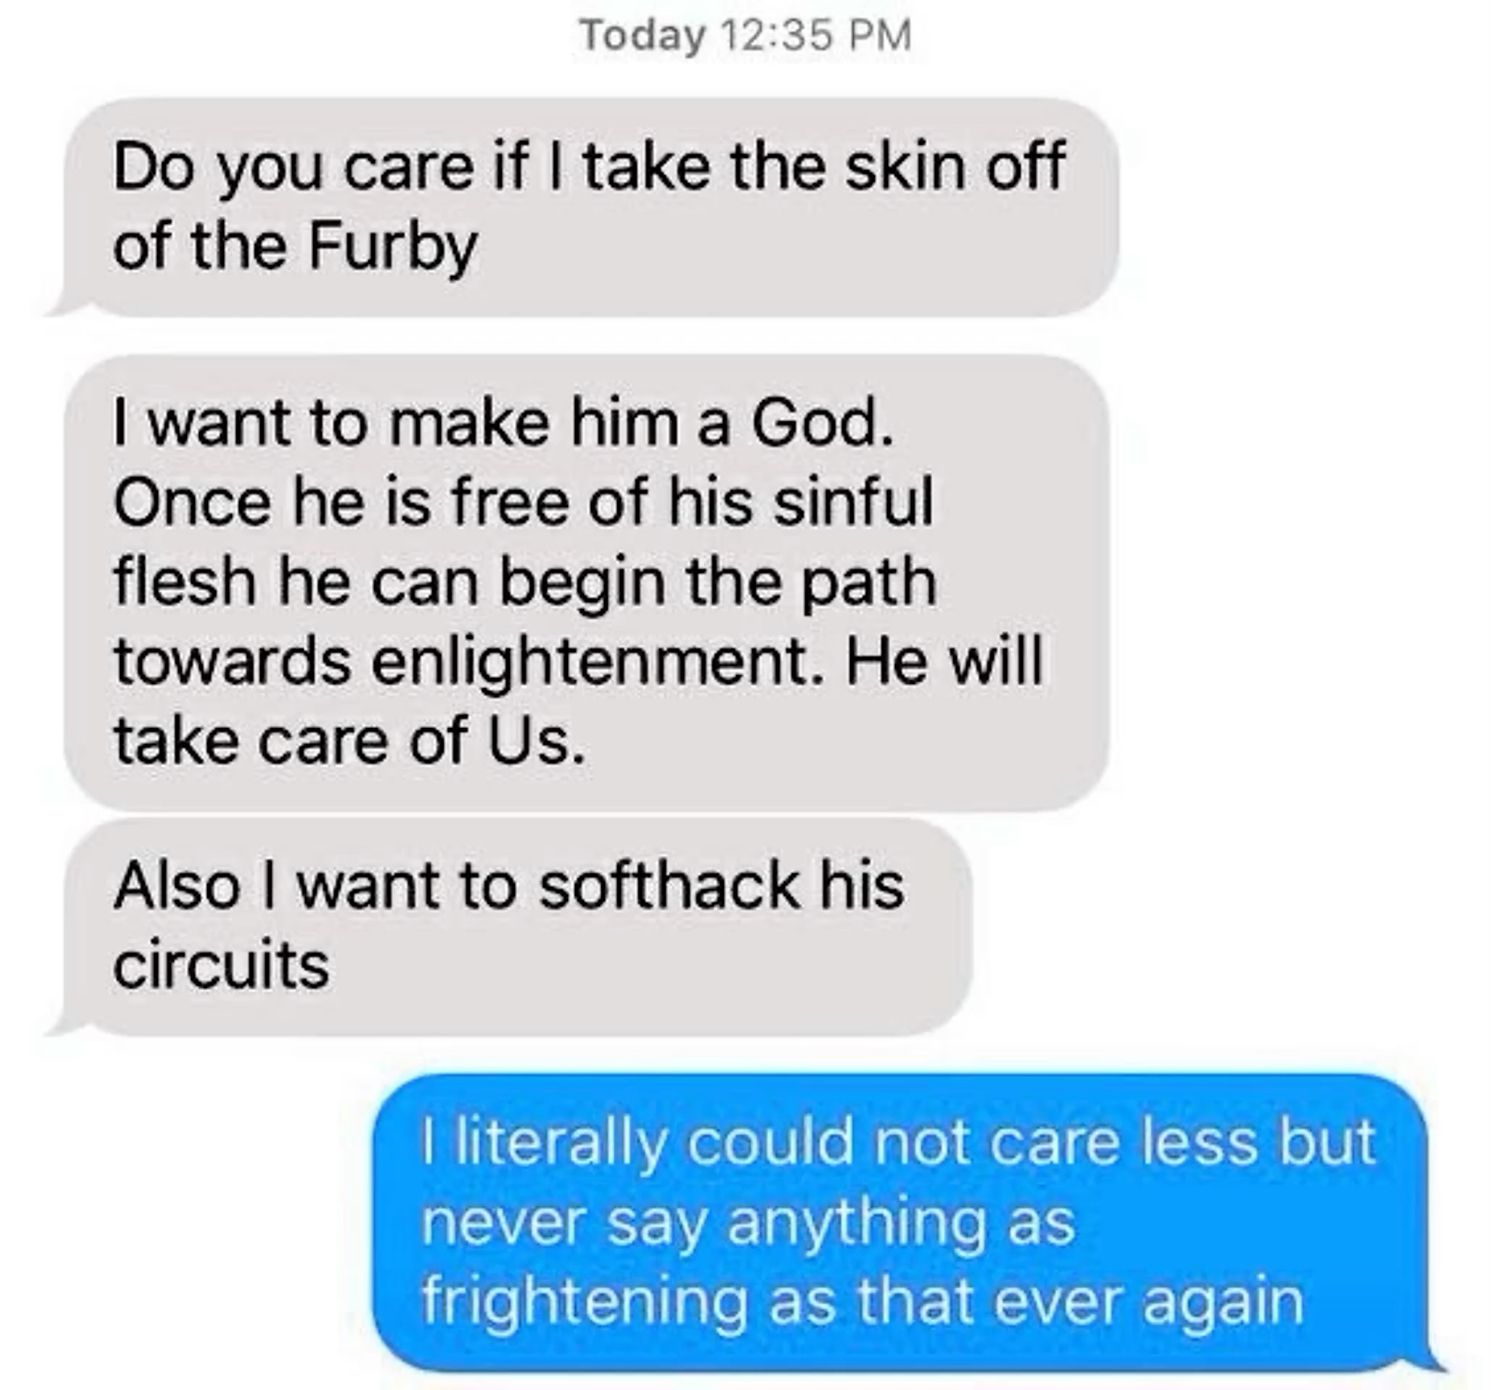 Today 12:35 PM
Do you care if I take the skin off
of the Furby
I want to make him a God.
Once he is free of his sinful
flesh he can begin the path
towards enlightenment. He will
take care of Us.
Also I want to softhack his
circuits
I literally could not care less but
never say anything as
frightening as that ever again